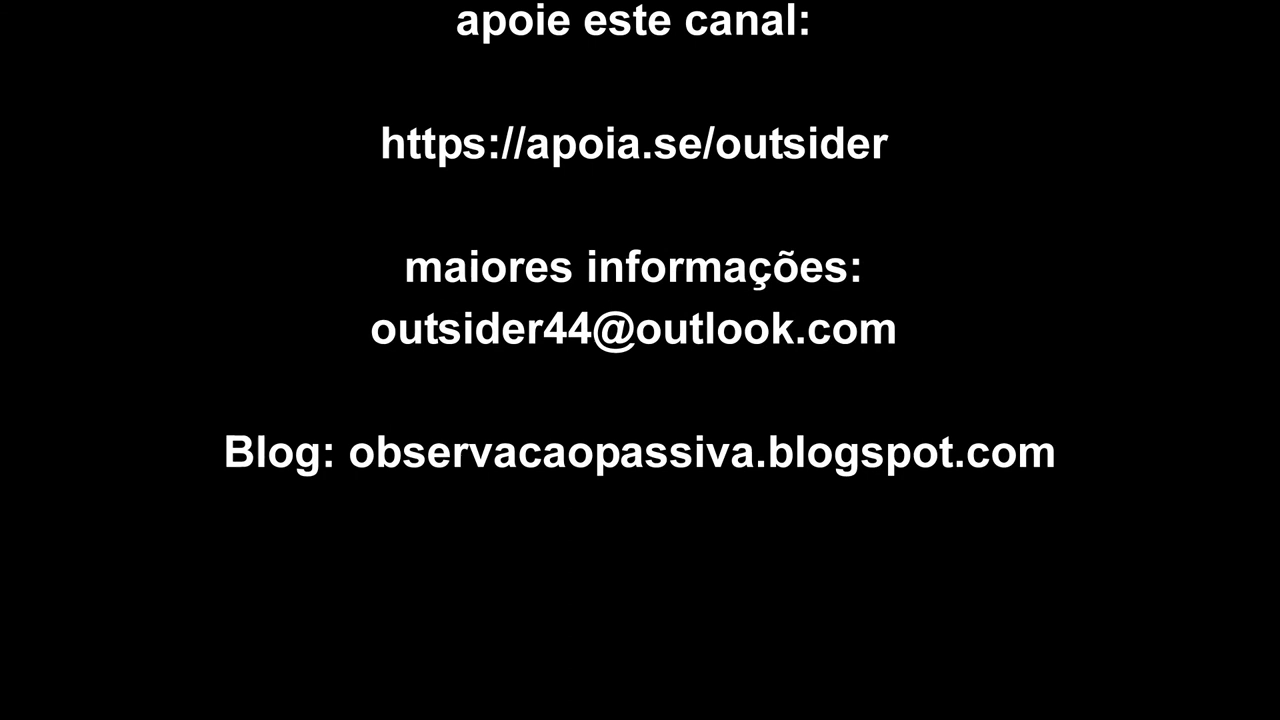 apoie este canal:
https://apoia.se/outsider
maiores informações:
outsider44@outlook.com
Blog: observacaopassiva.blogspot.com